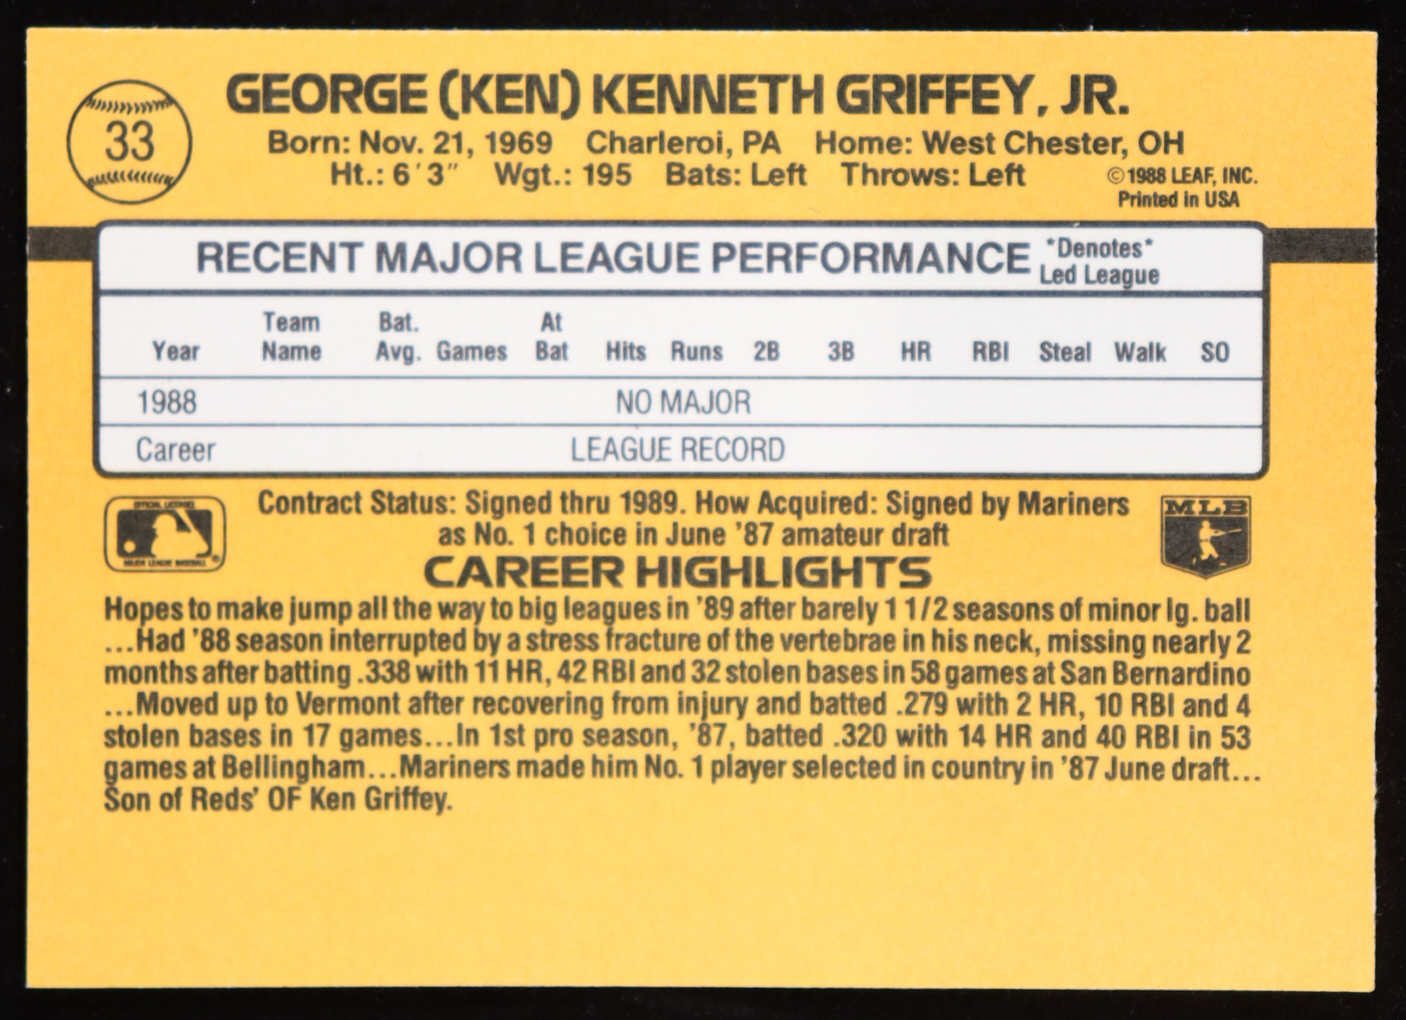 33
GEORGE (KEN) KENNETH GRIFFEY, JR.
Born: Nov. 21, 1969 Charleroi, PA Home: West Chester, OH
Ht.: 6'3" Wgt.: 195 Bats: Left Throws: Left
©1988 LEAF, INC.
Printed in USA
RECENT MAJOR LEAGUE PERFORMANCE
*Denotes*
Led League
Year Team Name Bat. Avg. Games At Bat Hits Runs 2B 3B HR RBI Steal Walk SO
1988 NO MAJOR
Career LEAGUE RECORD
OFFICIAL LICENSEE
MAJOR LEAGUE BASEBALL
®
Contract Status: Signed thru 1989. How Acquired: Signed by Mariners
as No. 1 choice in June '87 amateur draft
MLB
CAREER HIGHLIGHTS
Hopes to make jump all the way to big leagues in '89 after barely 1 1/2 seasons of minor lg. ball
...Had '88 season interrupted by a stress fracture of the vertebrae in his neck, missing nearly 2
months after batting .338 with 11 HR, 42 RBI and 32 stolen bases in 58 games at San Bernardino
...Moved up to Vermont after recovering from injury and batted .279 with 2 HR, 10 RBI and 4
stolen bases in 17 games...In 1st pro season, '87, batted .320 with 14 HR and 40 RBI in 53
games at Bellingham...Mariners made him No. 1 player selected in country in '87 June draft...
Son of Reds' OF Ken Griffey.